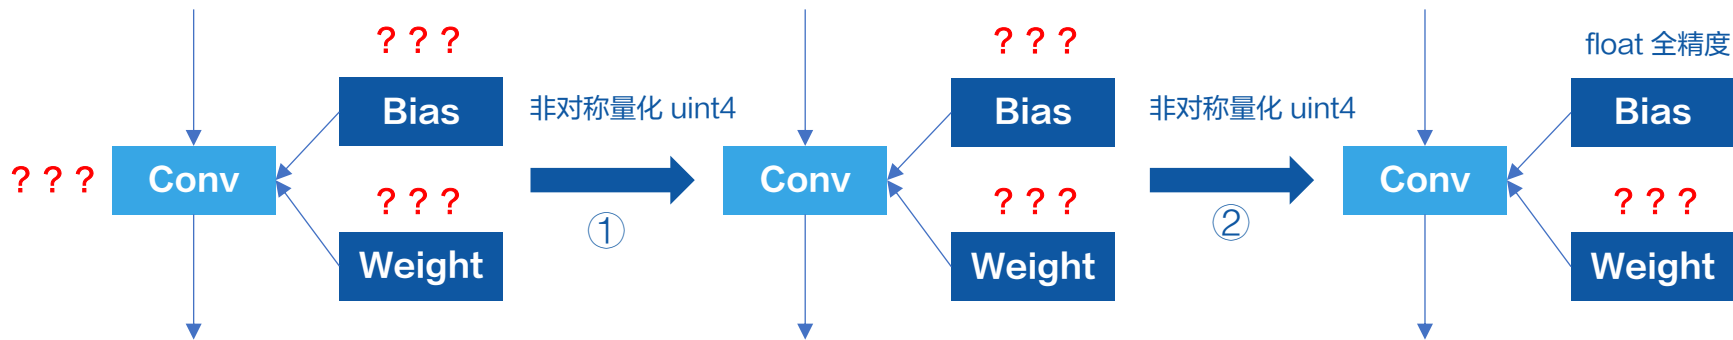 ？？？
Bias
？？？
Conv
？？？
Weight
非对称量化 uint4
①
？？？
Bias
Conv
？？？
Weight
非对称量化 uint4
②
float 全精度
Bias
Conv
？？？
Weight